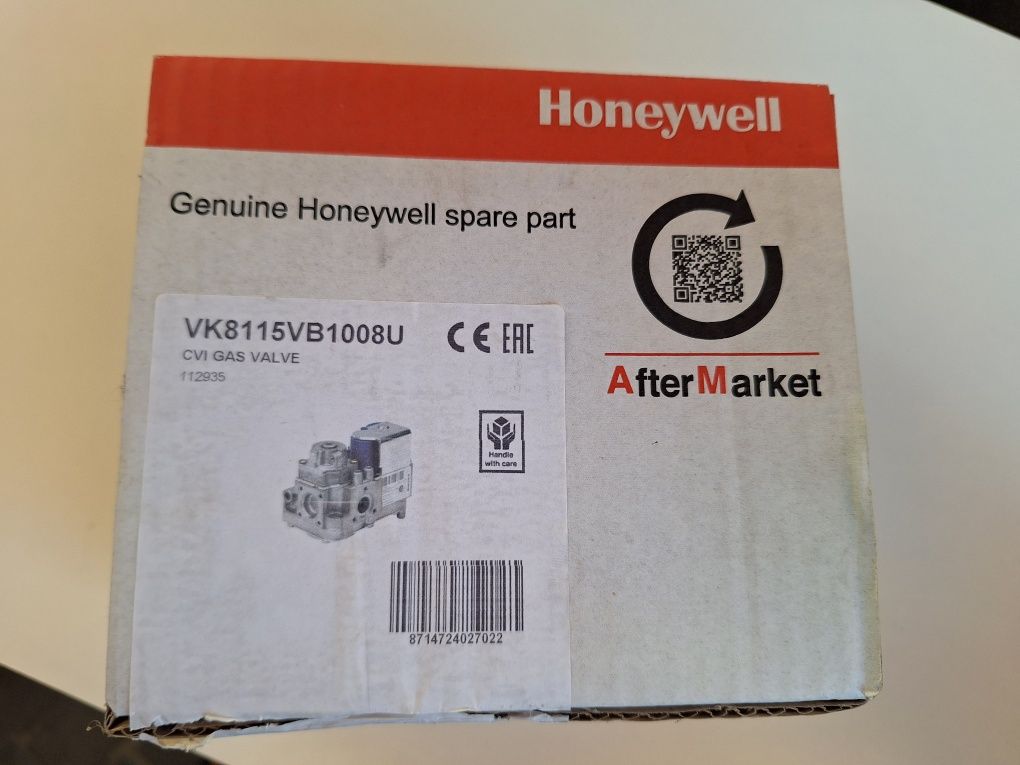 Honeywell
Genuine Honeywell spare part
AfterMarket
VK8115VB1008U
CE EAC
CVI GAS VALVE
112935
Handle
with care
8714724027022